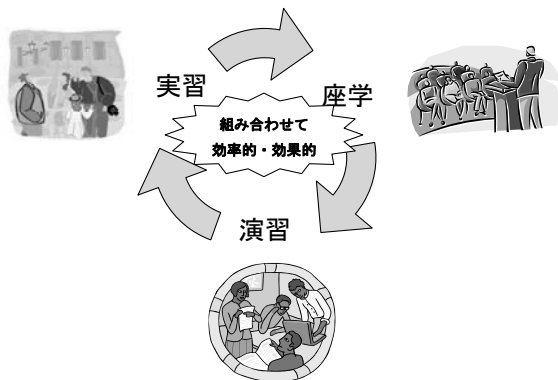 実習
座学
組み合わせて
効率的・効果的
演習